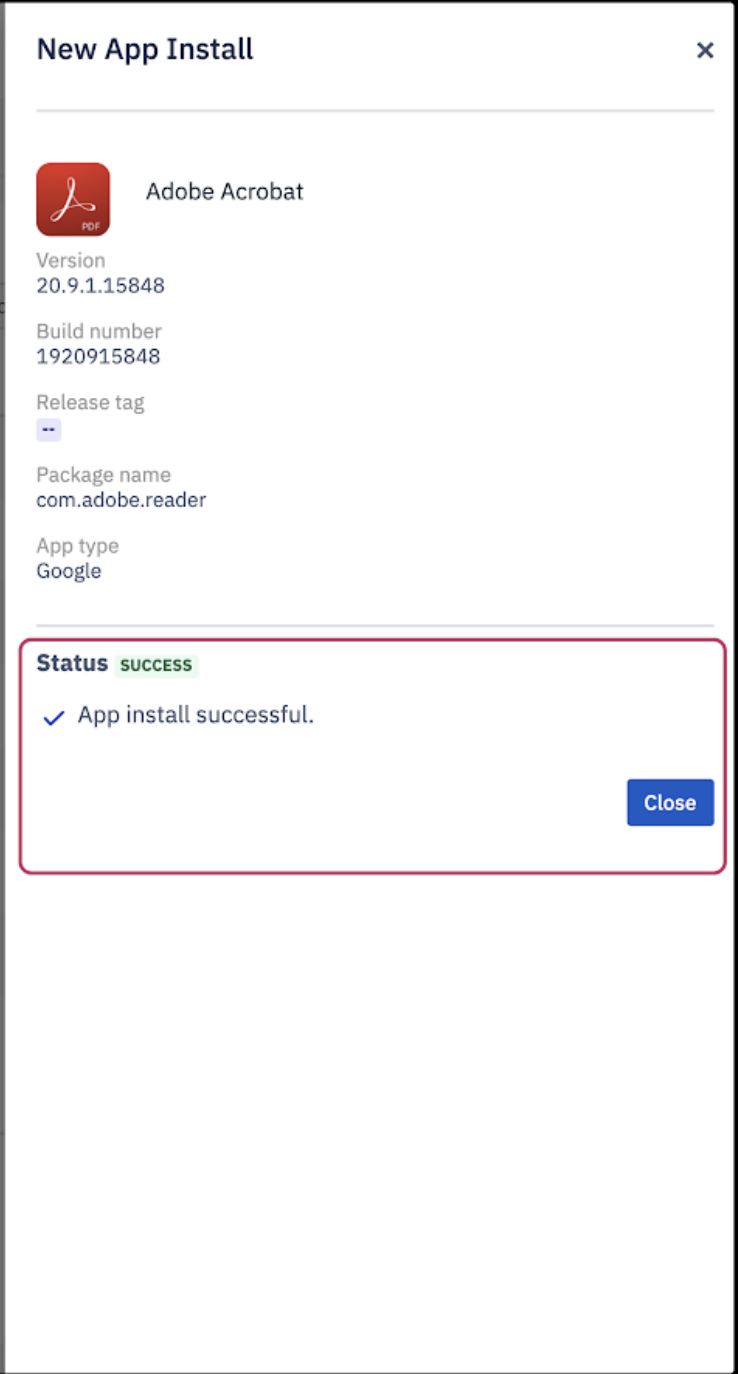 New App Install
Adobe Acrobat
PDF
Version
20.9.1.15848
Build number
1920915848
Release tag
--
Package name
com.adobe.reader
App type
Google
Status SUCCESS
App install successful.
Close